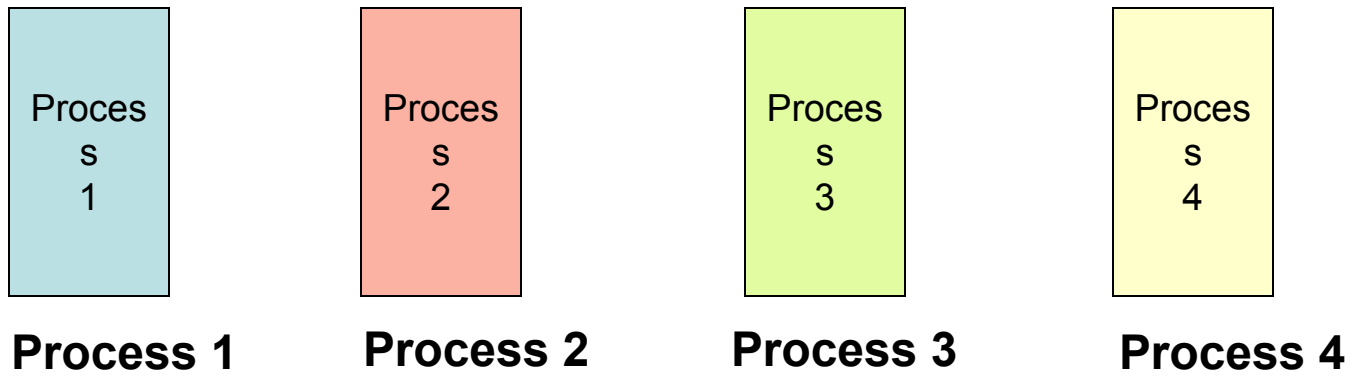 Proces
s
1
Proces
s
2
Proces
s
3
Proces
s
4
Process 1
Process 2
Process 3
Process 4